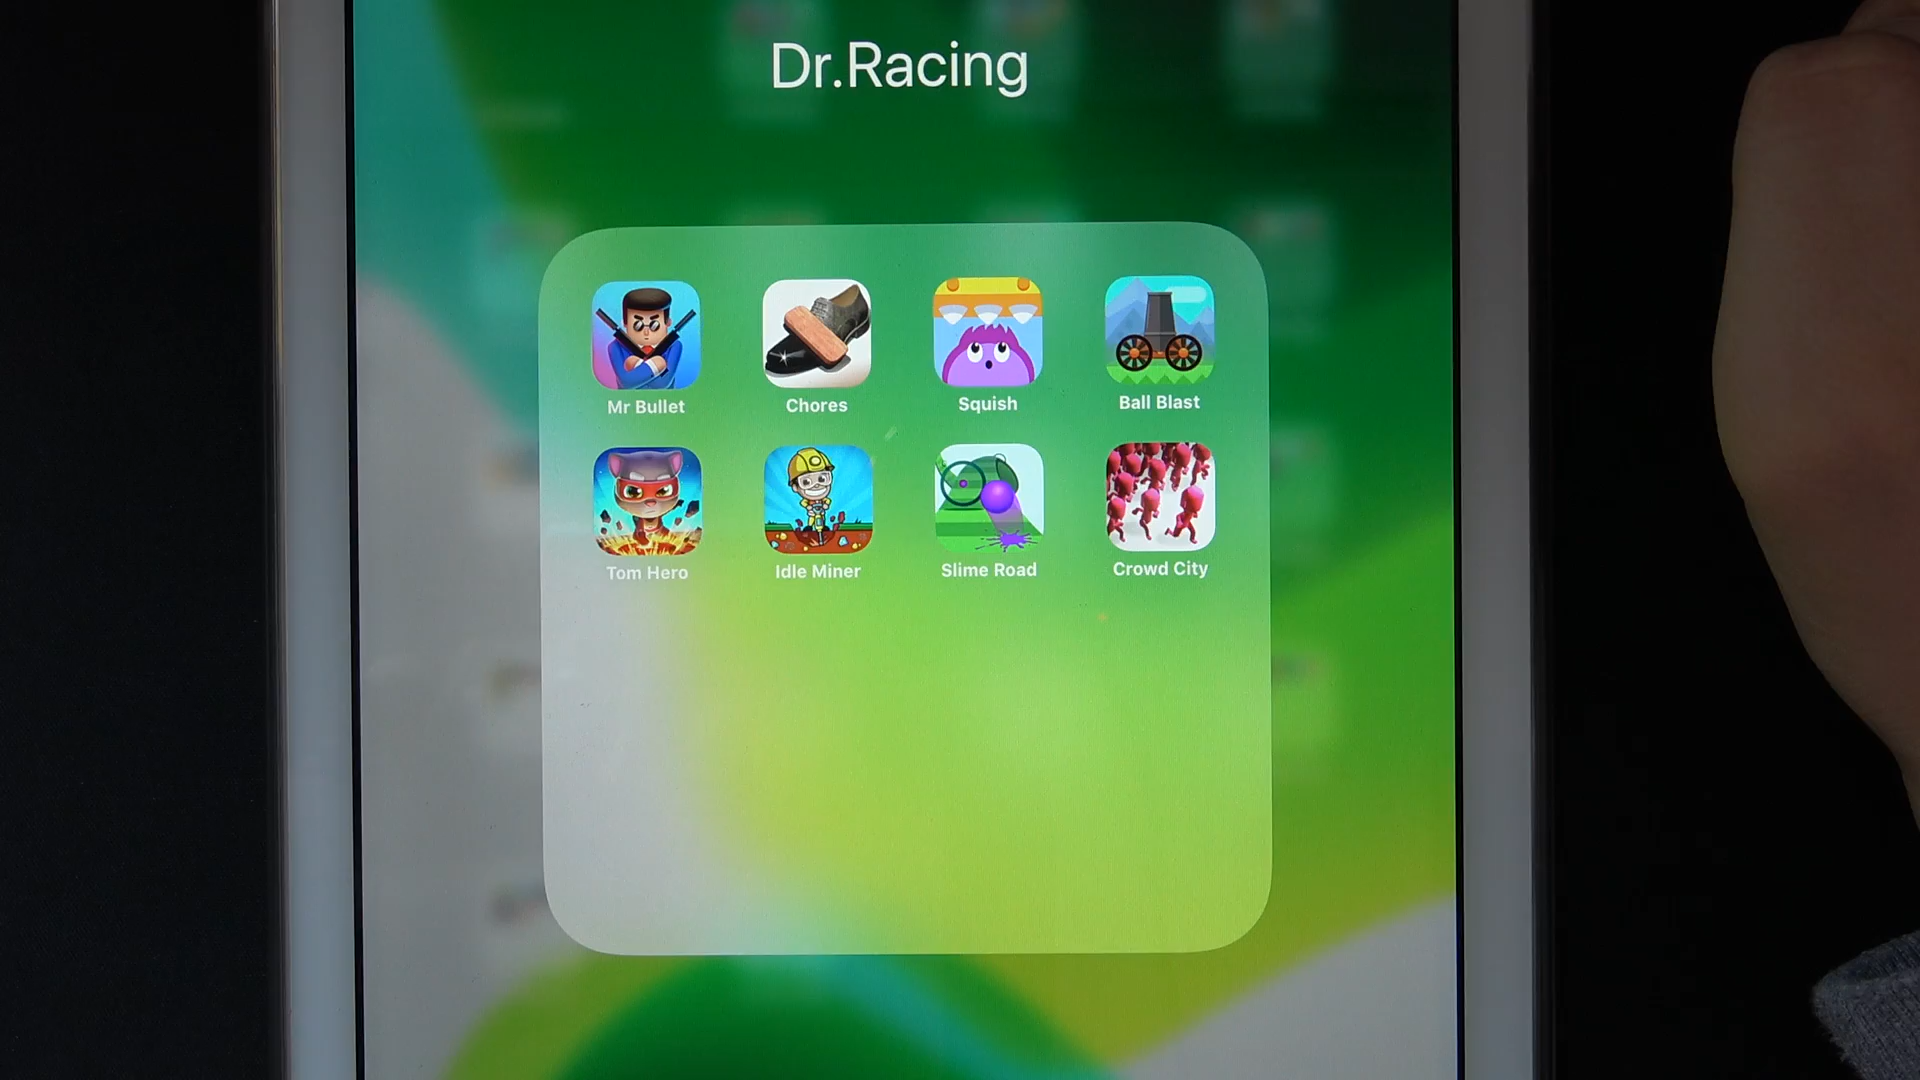 Dr.Racing
Mr Bullet
Chores
Squish
Ball Blast
Tom Hero
Idle Miner
Slime Road
Crowd City